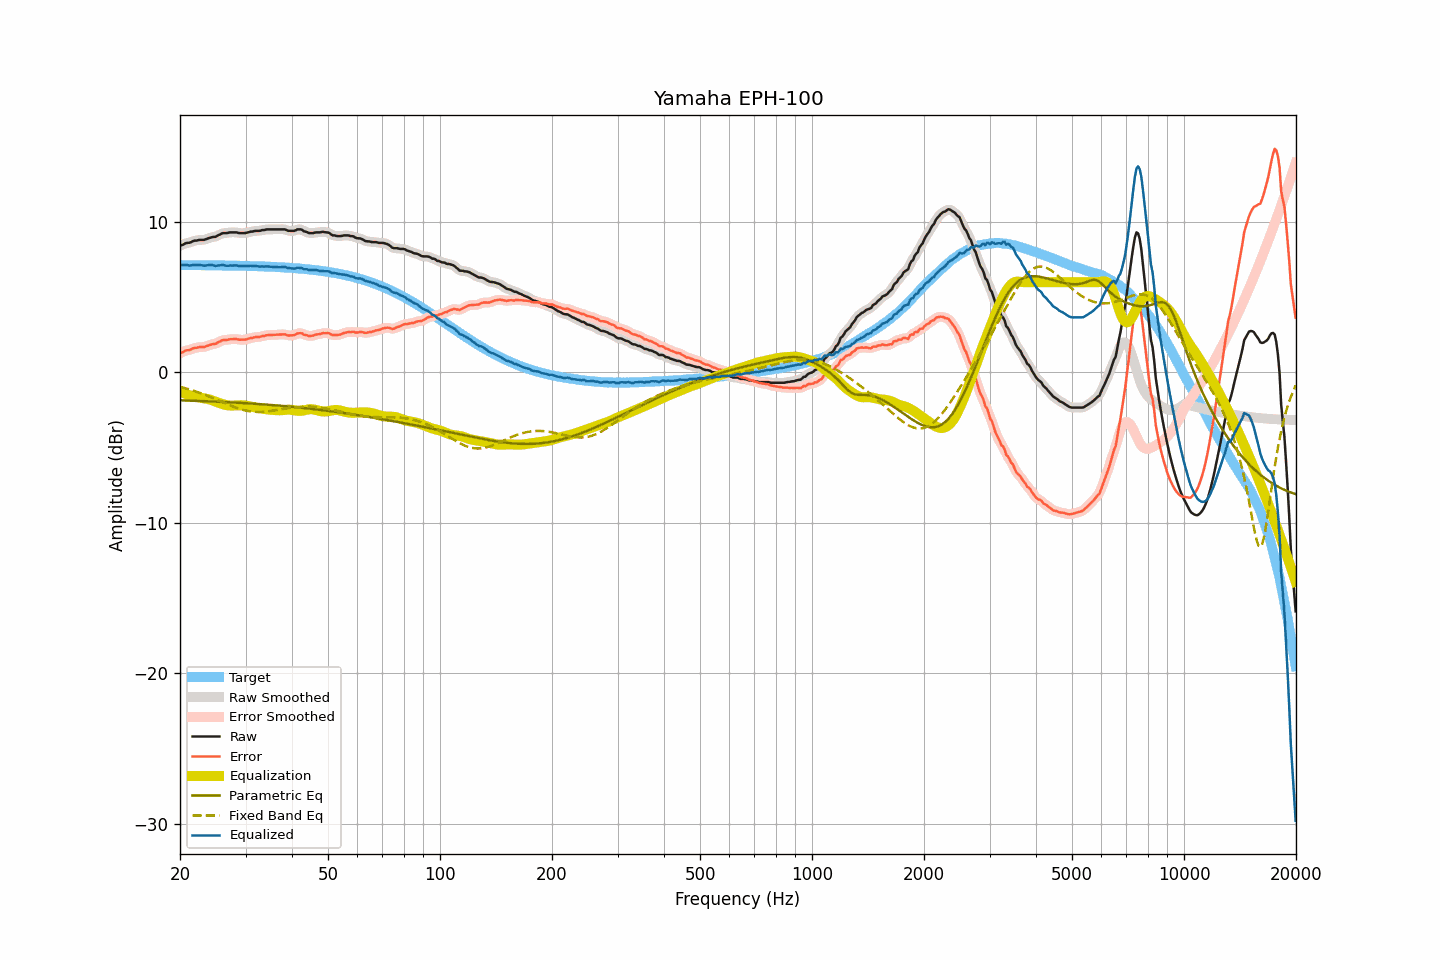 Yamaha EPH-100
Amplitude (dBr)
10
0
−10
−20
−30
Target
Raw Smoothed
Error Smoothed
Raw
Error
Equalization
Parametric Eq
Fixed Band Eq
Equalized
20 50 100 200 500 1000 2000 5000 10000 20000
Frequency (Hz)